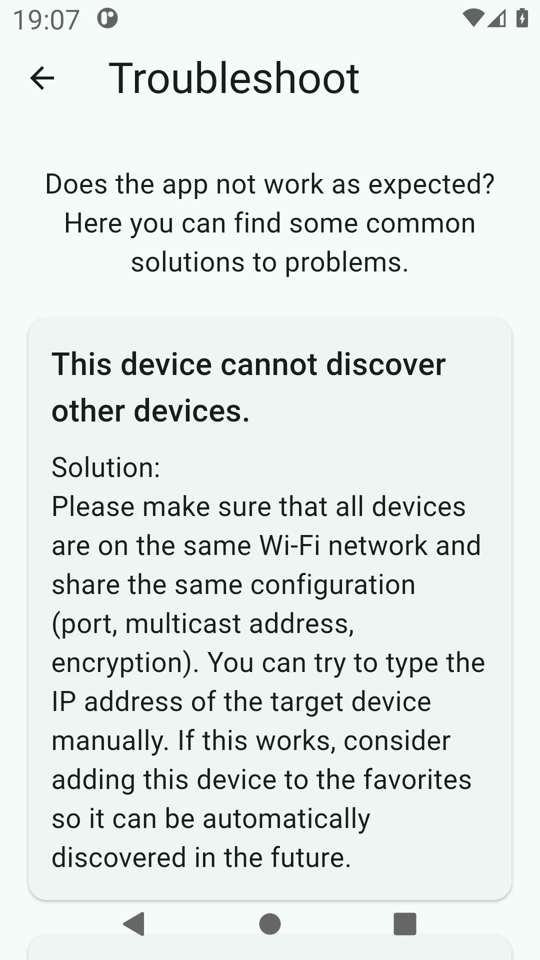 19:07
Troubleshoot
Does the app not work as expected?
Here you can find some common
solutions to problems.
This device cannot discover
other devices.
Solution:
Please make sure that all devices
are on the same Wi-Fi network and
share the same configuration
(port, multicast address,
encryption). You can try to type the
IP address of the target device
manually. If this works, consider
adding this device to the favorites
so it can be automatically
discovered in the future.